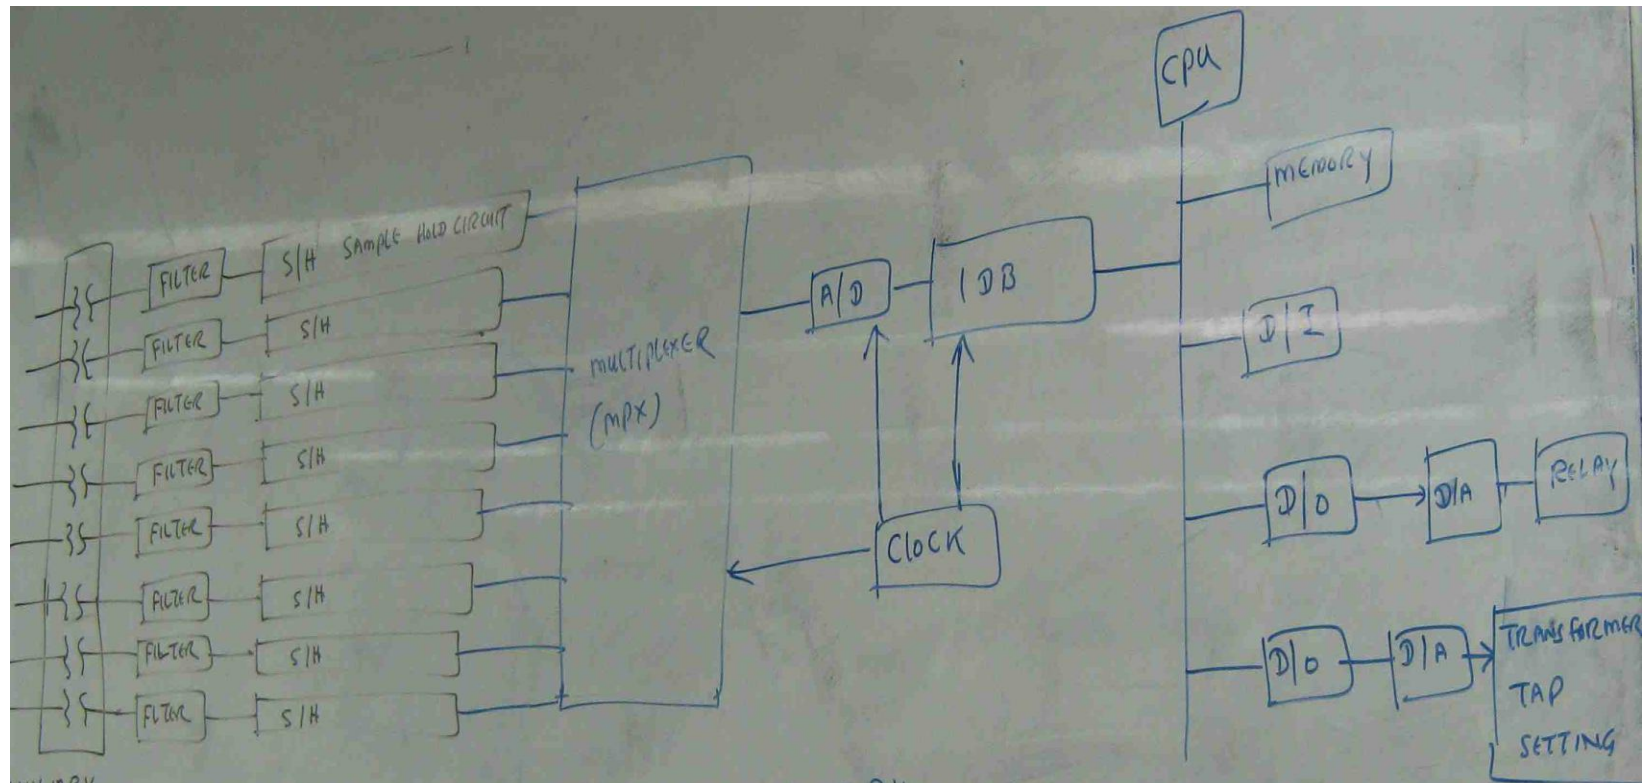 CPU
MEMORY
FILTER
S/H SAMPLE HOLD CIRCUIT
FILTER
S/H
FILTER
S/H
FILTER
S/H
FILTER
S/H
FILTER
S/H
FILTER
S/H
FILTER
S/H
MULTIPLEXER
(MPX)
A/D
IDB
CLOCK
D/I
D/O
D/A
RELAY
D/O
D/A
TRANSFORMER
TAP
SETTING